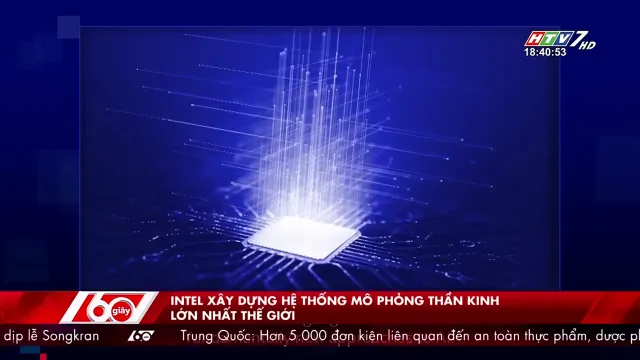 HTV7 HD
18:40:53
60 giây
INTEL XÂY DỰNG HỆ THỐNG MÔ PHỎNG THẦN KINH
LỚN NHẤT THẾ GIỚI
dịp lễ Songkran 60 Trung Quốc: Hơn 5.000 đơn kiện liên quan đến an toàn thực phẩm, dược p